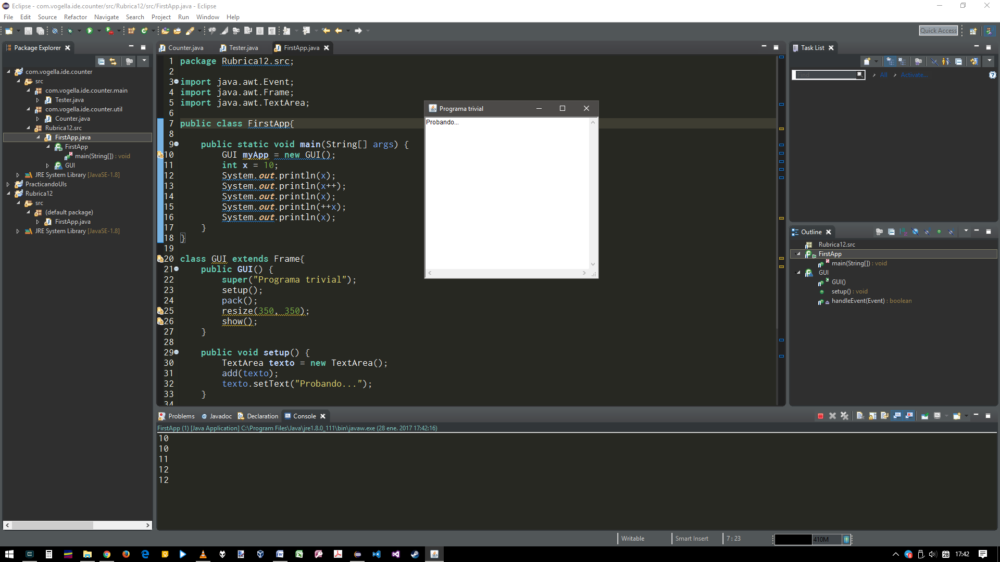 Eclipse - com.vogella.ide.counter/src/Rubrica12/src/FirstApp.java - Eclipse
File Edit Source Refactor Navigate Search Project Run Window Help
Quick Access
Package Explorer
com.vogella.ide.counter
src
com.vogella.ide.counter.main
Tester.java
com.vogella.ide.counter.util
Counter.java
Rubrica12.src
FirstApp.java
FirstApp
main(String[]) : void
GUI
JRE System Library [JavaSE-1.8]
PracticandoUIs
Rubrica12
src
(default package)
FirstApp.java
JRE System Library [JavaSE-1.8]
Counter.java Tester.java FirstApp.java
1 package Rubrica12.src;
2
3 import java.awt.Event;
4 import java.awt.Frame;
5 import java.awt.TextArea;
6
7 public class FirstApp{
8
9 public static void main(String[] args) {
10 GUI myApp = new GUI();
11 int x = 10;
12 System.out.println(x);
13 System.out.println(x++);
14 System.out.println(x);
15 System.out.println(++x);
16 System.out.println(x);
17 }
18 }
19
20 class GUI extends Frame{
21 public GUI() {
22 super("Programa trivial");
23 setup();
24 pack();
25 resize(350, 350);
26 show();
27 }
28
29 public void setup() {
30 TextArea texto = new TextArea();
31 add(texto);
32 texto.setText("Probando...");
33 }
34
Programa trivial
Probando...
Task List
Find All Activate...
Outline
Rubrica12.src
FirstApp
main(String[]) : void
GUI
GUI()
setup() : void
handleEvent(Event) : boolean
Problems @ Javadoc Declaration Console
FirstApp (1) [Java Application] C:\Program Files\Java\jre1.8.0_111\bin\javaw.exe (28 ene. 2017 17:42:16)
10
10
11
12
12
Writable Smart Insert 7 : 23 410M
28 17:42